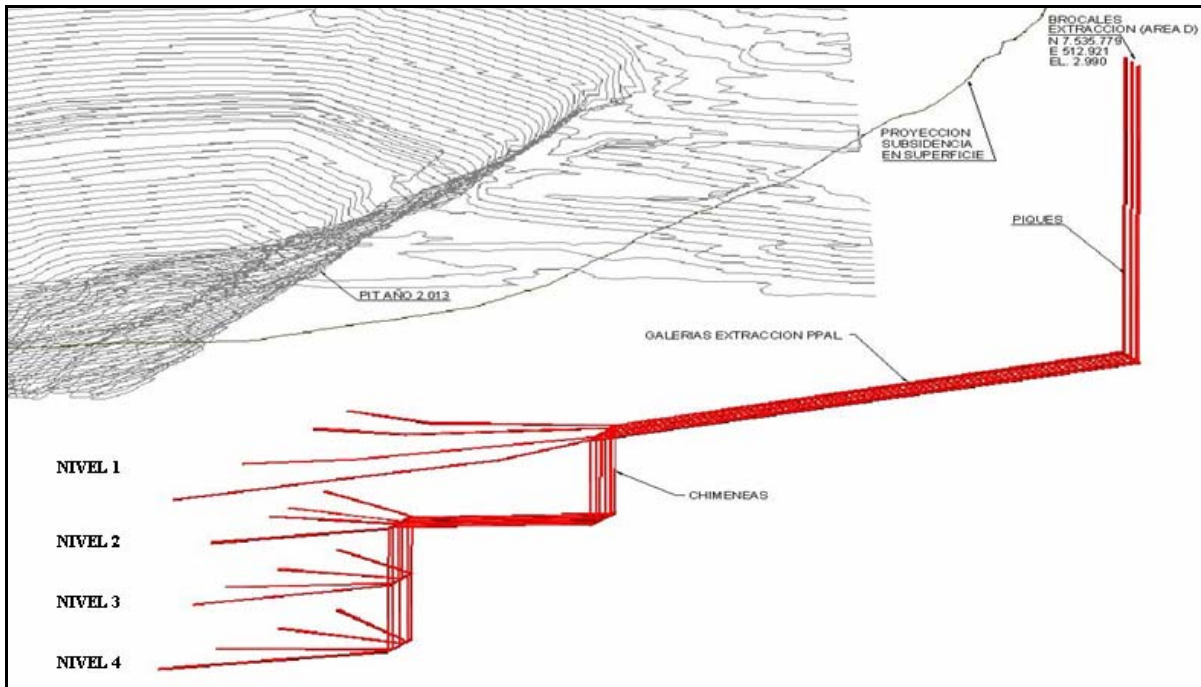 BROCALES
EXTRACCION (AREA D)
N 7.535.779
E 512.921
EL. 2.990
PROYECCION
SUBSIDENCIA
EN SUPERFICIE
PIQUES
PIT AÑO 2.013
GALERIAS EXTRACCION PPAL
NIVEL 1
CHIMENEAS
NIVEL 2
NIVEL 3
NIVEL 4